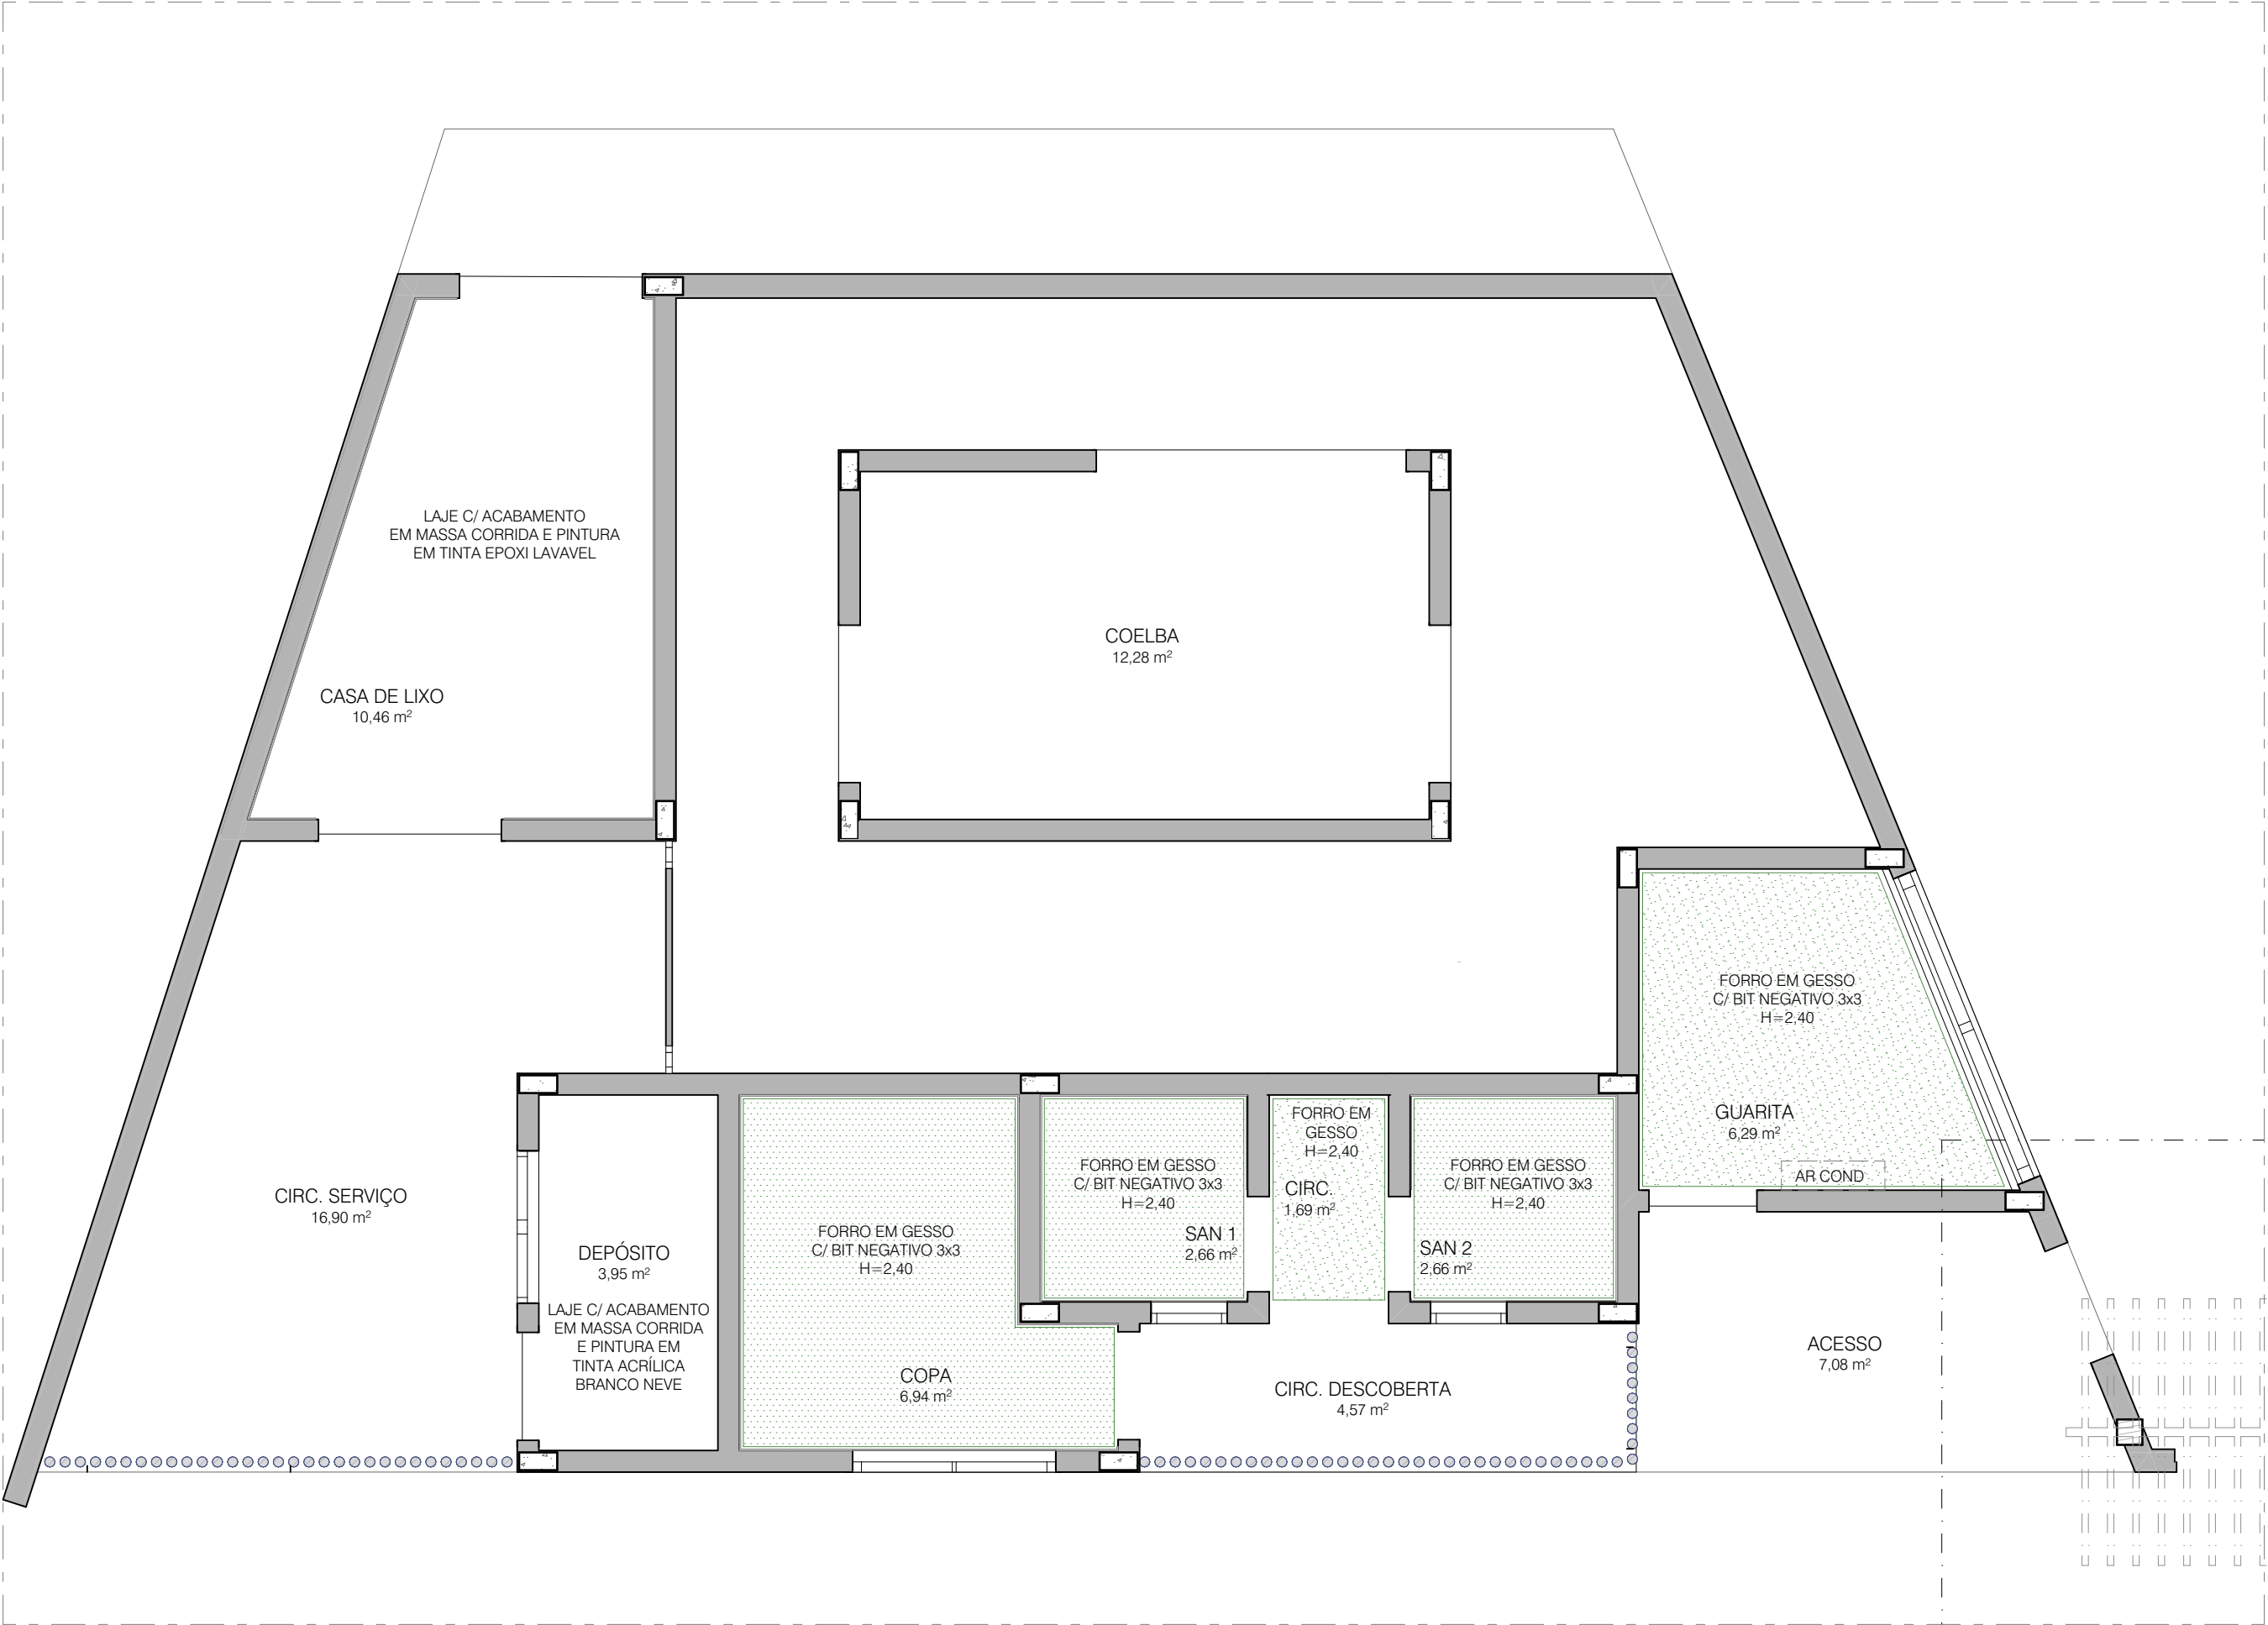 LAJE C/ ACABAMENTO
EM MASSA CORRIDA E PINTURA
EM TINTA EPOXI LAVAVEL
CASA DE LIXO
10,46 m²
COELBA
12,28 m²
FORRO EM GESSO
C/ BIT NEGATIVO 3x3
H=2,40
GUARITA
6,29 m²
AR COND
CIRC. SERVIÇO
16,90 m²
DEPÓSITO
3,95 m²
LAJE C/ ACABAMENTO
EM MASSA CORRIDA
E PINTURA EM
TINTA ACRÍLICA
BRANCO NEVE
FORRO EM GESSO
C/ BIT NEGATIVO 3x3
H=2,40
COPA
6,94 m²
FORRO EM GESSO
C/ BIT NEGATIVO 3x3
H=2,40
SAN 1
2,66 m²
FORRO EM
GESSO
H=2,40
CIRC.
1,69 m²
FORRO EM GESSO
C/ BIT NEGATIVO 3x3
H=2,40
SAN 2
2,66 m²
CIRC. DESCOBERTA
4,57 m²
ACESSO
7,08 m²